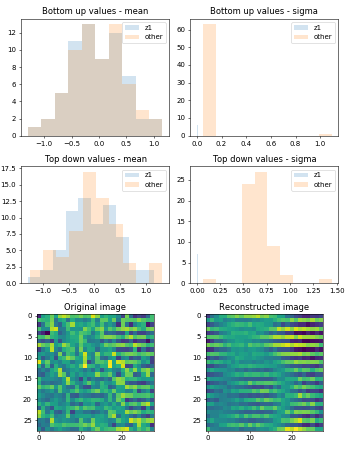 Bottom up values - mean
Bottom up values - sigma
12
10
8
6
4
2
0
z1
other
−1.0 −0.5 0.0 0.5 1.0
60
50
40
30
20
10
0
z1
other
0.0 0.2 0.4 0.6 0.8 1.0
Top down values - mean
Top down values - sigma
17.5
15.0
12.5
10.0
7.5
5.0
2.5
0.0
z1
other
−1.0 −0.5 0.0 0.5 1.0
25
20
15
10
5
0
z1
other
0.00 0.25 0.50 0.75 1.00 1.25 1.50
Original image
Reconstructed image
0
5
10
15
20
25
0 20
0
5
10
15
20
25
0 20